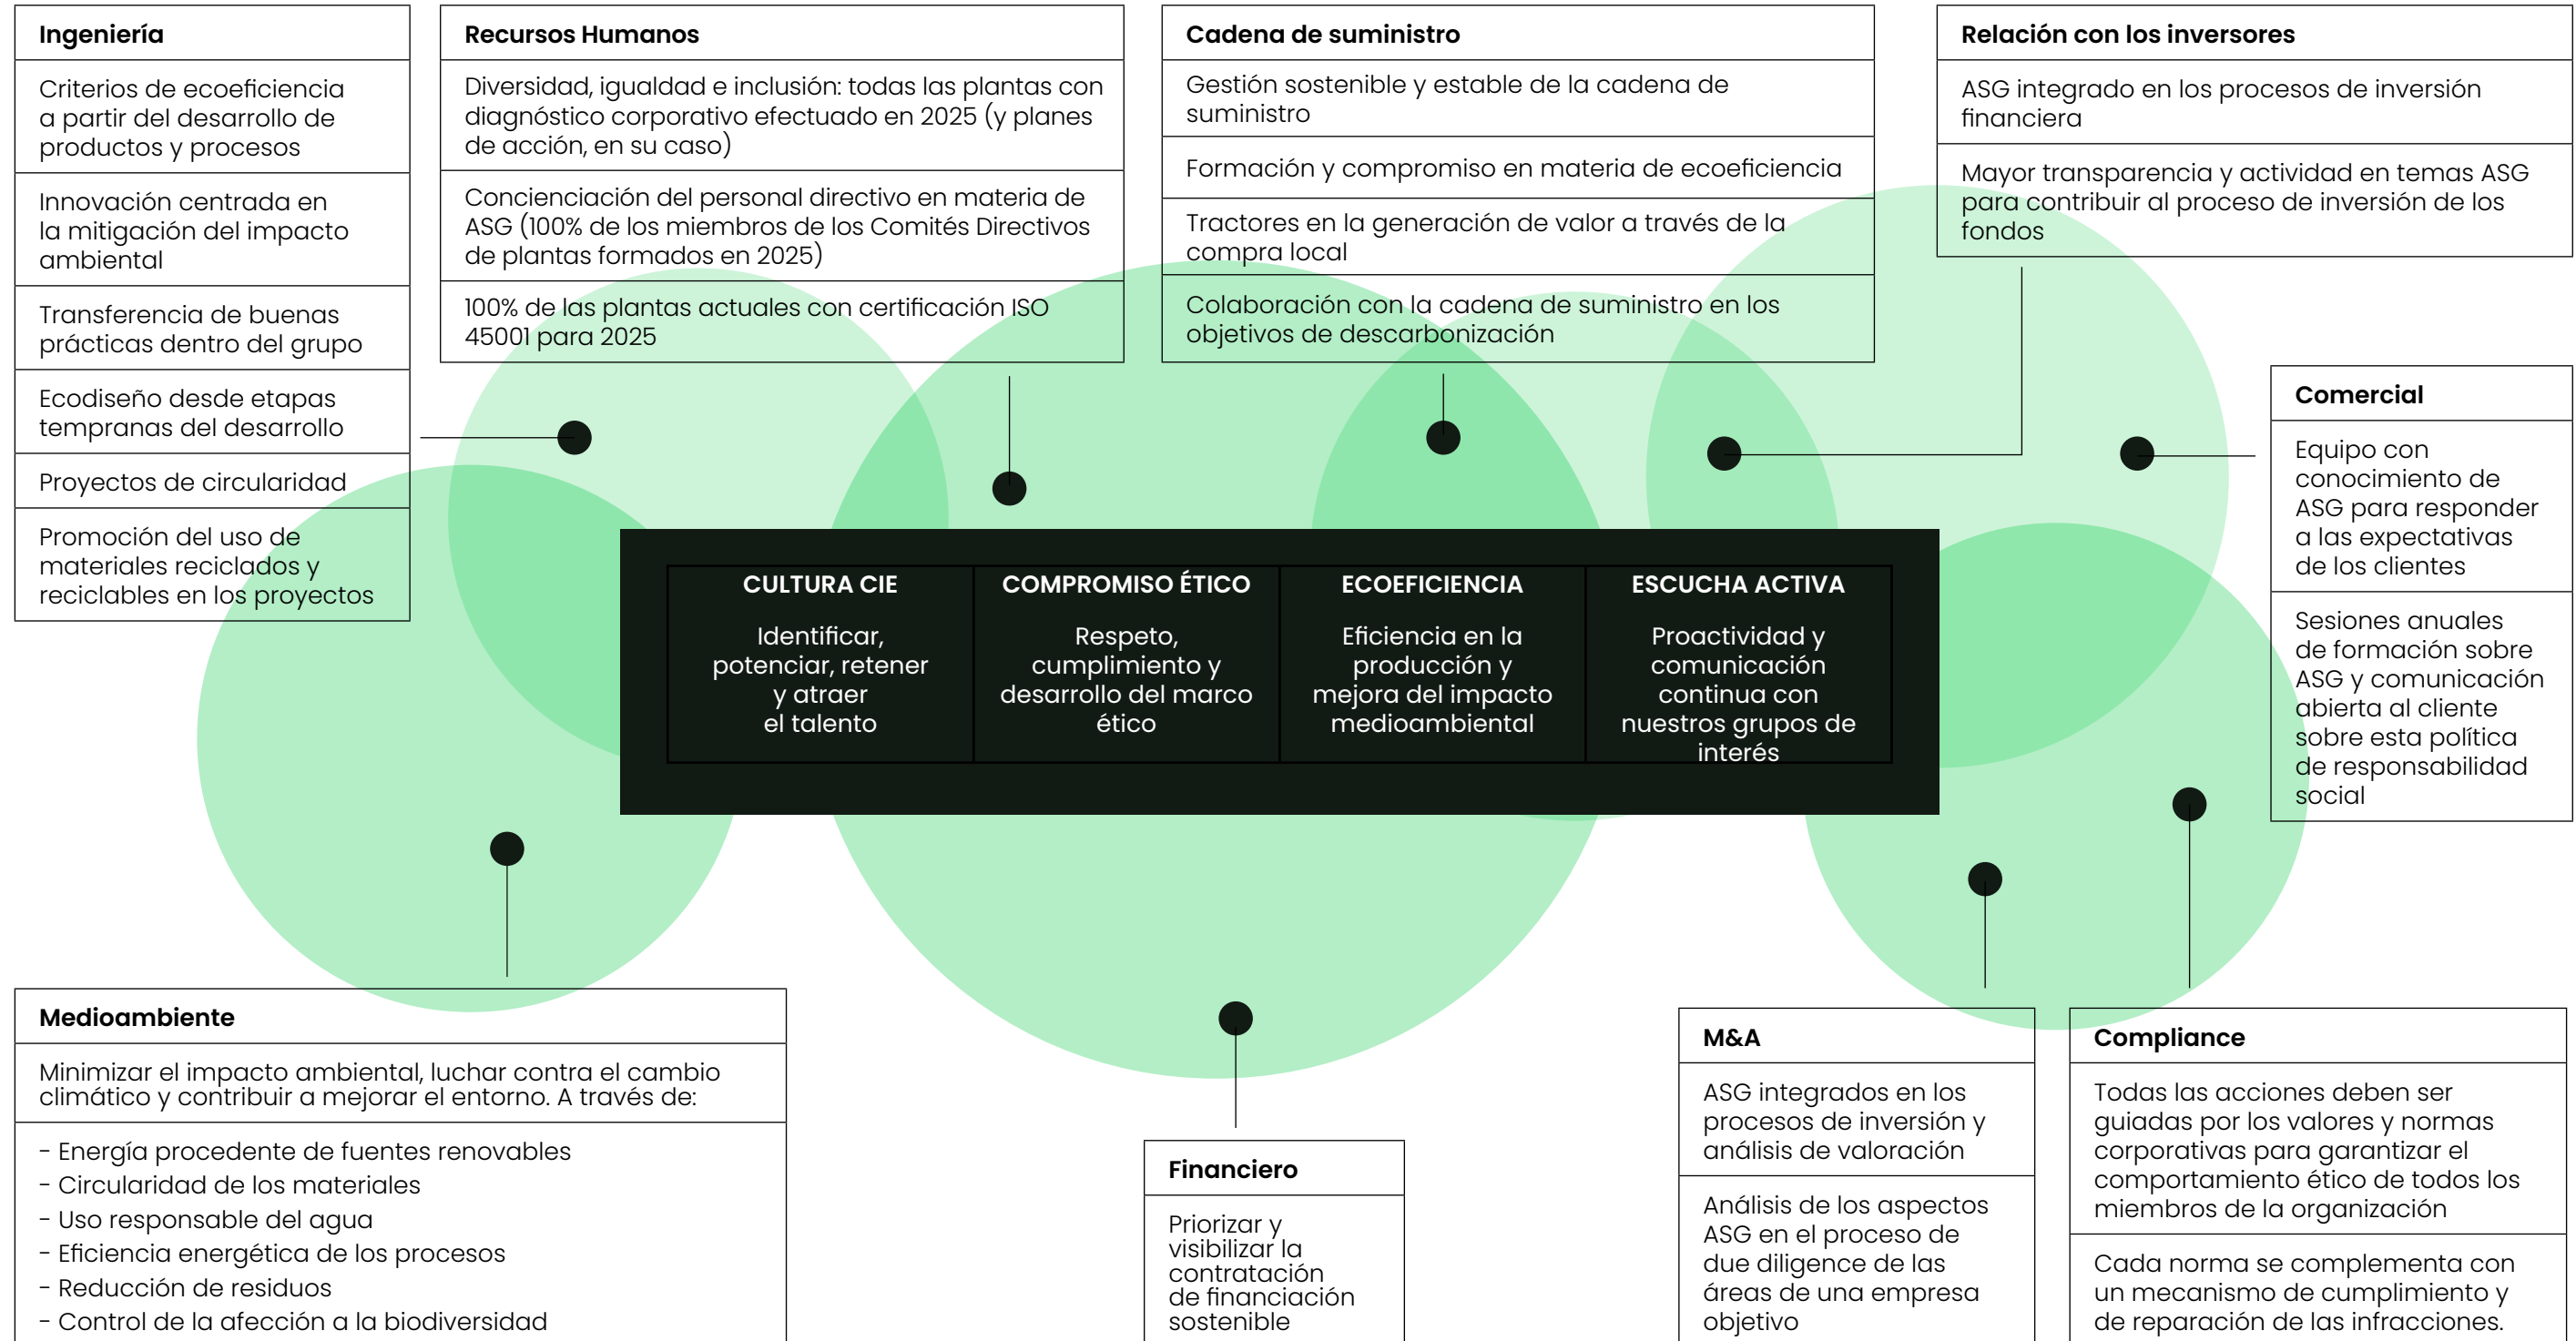 Ingeniería
Criterios de ecoeficiencia
a partir del desarrollo de
productos y procesos
Innovación centrada en
la mitigación del impacto
ambiental
Transferencia de buenas
prácticas dentro del grupo
Ecodiseño desde etapas
tempranas del desarrollo
Proyectos de circularidad
Promoción del uso de
materiales reciclados y
reciclables en los proyectos
Recursos Humanos
Diversidad, igualdad e inclusión: todas las plantas con
diagnóstico corporativo efectuado en 2025 (y planes
de acción, en su caso)
Concienciación del personal directivo en materia de
ASG (100% de los miembros de los Comités Directivos
de plantas formados en 2025)
100% de las plantas actuales con certificación ISO
45001 para 2025
Cadena de suministro
Gestión sostenible y estable de la cadena de
suministro
Formación y compromiso en materia de ecoeficiencia
Tractores en la generación de valor a través de la
compra local
Colaboración con la cadena de suministro en los
objetivos de descarbonización
Relación con los inversores
ASG integrado en los procesos de inversión
financiera
Mayor transparencia y actividad en temas ASG
para contribuir al proceso de inversión de los
fondos
Comercial
Equipo con
conocimiento de
ASG para responder
a las expectativas
de los clientes
Sesiones anuales
de formación sobre
ASG y comunicación
abierta al cliente
sobre esta política
de responsabilidad
social
CULTURA CIE
Identificar,
potenciar, retener
y atraer
el talento
COMPROMISO ÉTICO
Respeto,
cumplimiento y
desarrollo del marco
ético
ECOEFICIENCIA
Eficiencia en la
producción y
mejora del impacto
medioambiental
ESCUCHA ACTIVA
Proactividad y
comunicación
continua con
nuestros grupos de
interés
Medioambiente
Minimizar el impacto ambiental, luchar contra el cambio
climático y contribuir a mejorar el entorno. A través de:
- Energía procedente de fuentes renovables
- Circularidad de los materiales
- Uso responsable del agua
- Eficiencia energética de los procesos
- Reducción de residuos
- Control de la afección a la biodiversidad
Financiero
Priorizar y
visibilizar la
contratación
de financiación
sostenible
M&A
ASG integrados en los
procesos de inversión y
análisis de valoración
Análisis de los aspectos
ASG en el proceso de
due diligence de las
áreas de una empresa
objetivo
Compliance
Todas las acciones deben ser
guiadas por los valores y normas
corporativas para garantizar el
comportamiento ético de todos los
miembros de la organización
Cada norma se complementa con
un mecanismo de cumplimiento y
de reparación de las infracciones.